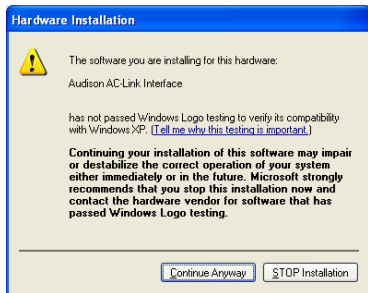 Hardware Installation
The software you are installing for this hardware:
Audison AC-Link Interface
has not passed Windows Logo testing to verify its compatibility
with Windows XP. (Tell me why this testing is important.)
Continuing your installation of this software may impair
or destabilize the correct operation of your system
either immediately or in the future. Microsoft strongly
recommends that you stop this installation now and
contact the hardware vendor for software that has
passed Windows Logo testing.
Continue Anyway STOP Installation